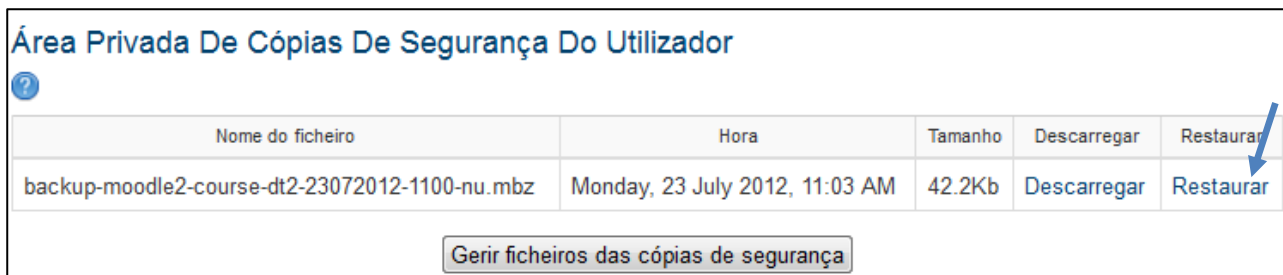 Área Privada De Cópias De Segurança Do Utilizador
?
Nome do ficheiro Hora Tamanho Descarregar Restaurar
backup-moodle2-course-dt2-23072012-1100-nu.mbz Monday, 23 July 2012, 11:03 AM 42.2Kb Descarregar Restaurar
Gerir ficheiros das cópias de segurança